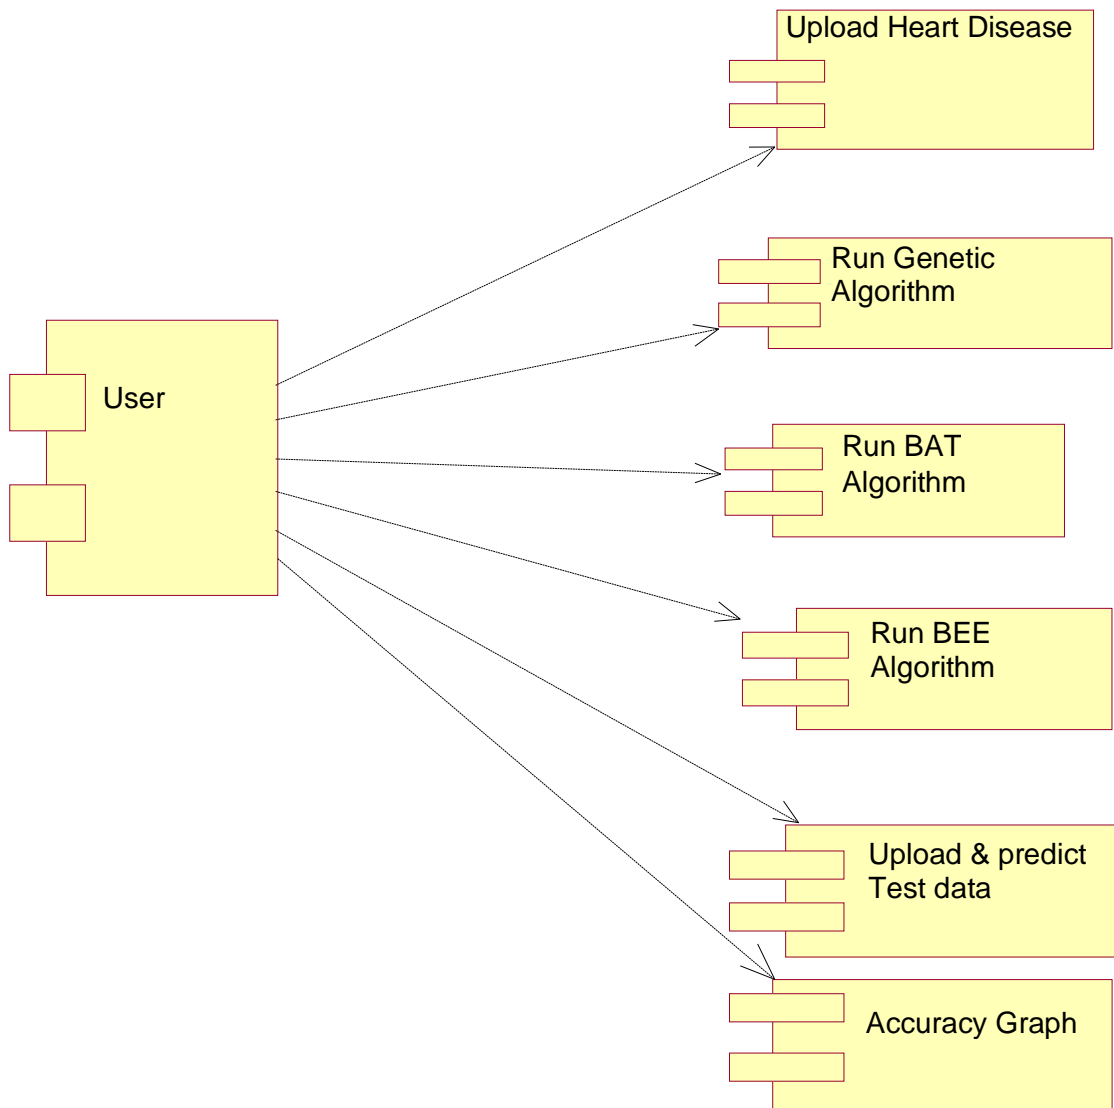 Upload Heart Disease
Run Genetic
Algorithm
User
Run BAT
Algorithm
Run BEE
Algorithm
Upload & predict
Test data
Accuracy Graph